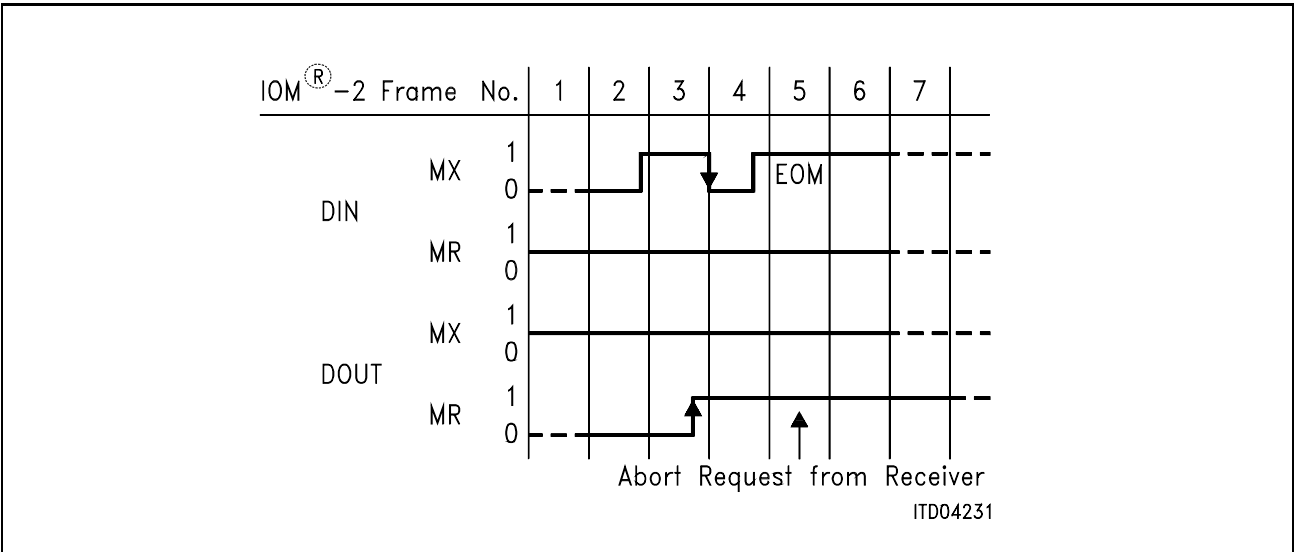 IOM®-2 Frame No. 1 2 3 4 5 6 7
1
MX
0
EOM
DIN
1
MR
0
1
MX
0
DOUT
1
MR
0
Abort Request from Receiver
ITD04231